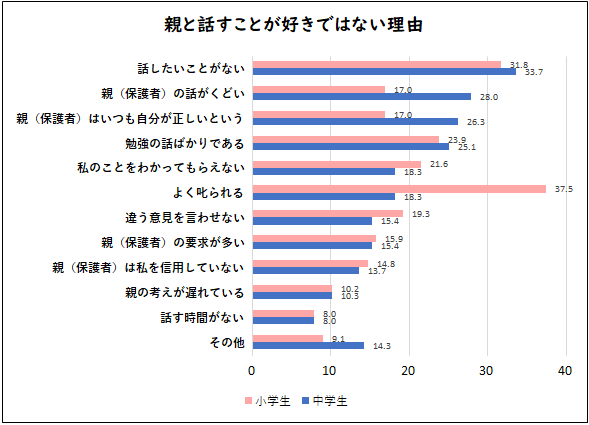 親と話すことが好きではない理由
話したいことがない
31.8
33.7
親（保護者）の話がくどい
17.0
28.0
親（保護者）はいつも自分が正しいという
17.0
26.3
勉強の話ばかりである
23.9
25.1
私のことをわかってもらえない
21.6
18.3
よく叱られる
37.5
18.3
違う意見を言わせない
19.3
15.4
親（保護者）の要求が多い
15.9
15.4
親（保護者）は私を信用していない
14.8
13.7
親の考えが遅れている
10.2
10.3
話す時間がない
8.0
8.0
その他
9.1
14.3
0 10 20 30 40
小学生 中学生